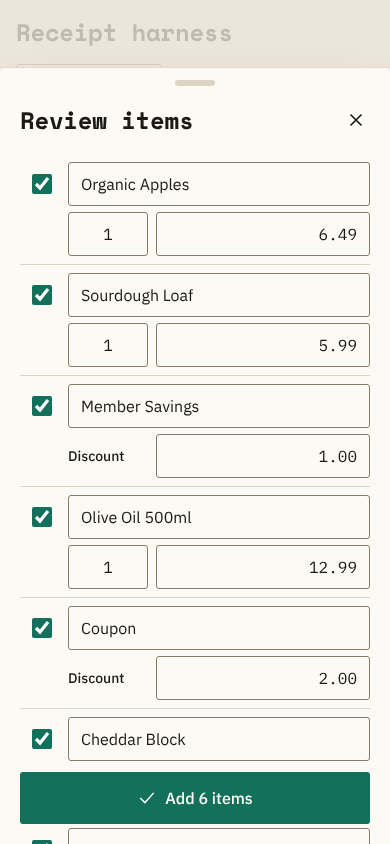 Receipt harness
Review items
Organic Apples
1 6.49
Sourdough Loaf
1 5.99
Member Savings
Discount 1.00
Olive Oil 500ml
1 12.99
Coupon
Discount 2.00
Cheddar Block
Add 6 items